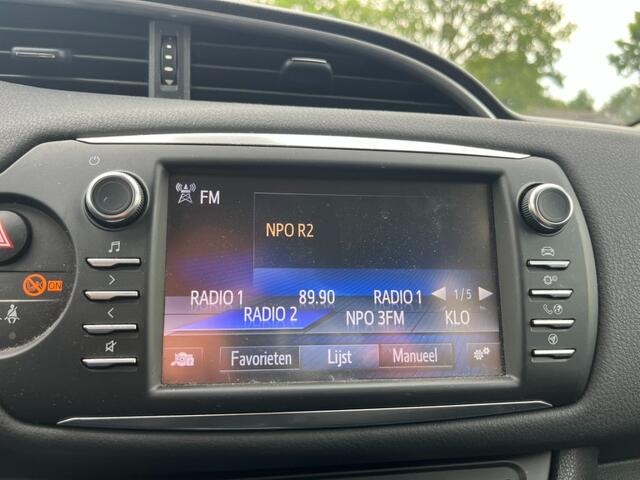 FM
NPO R2
RADIO 1 89.90 RADIO 1 1/5
RADIO 2 NPO 3FM KLO
Favorieten Lijst Manueel
ON